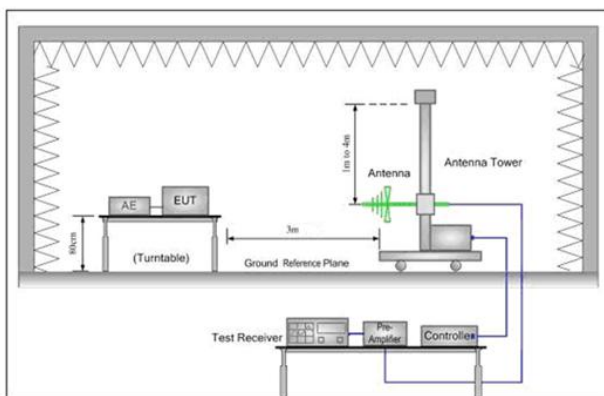 1m to 4m
Antenna
Antenna Tower
AE
EUT
80cm
(Turntable)
3m
Ground Reference Plane
Test Receiver
Pre-
Amplifier
Controller